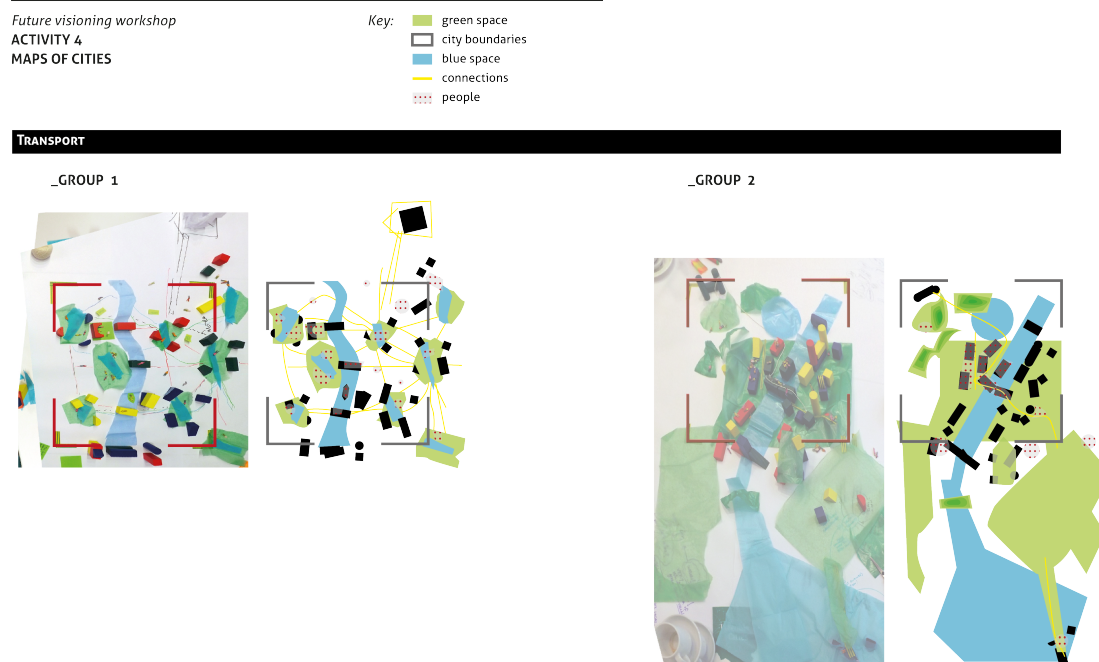 Future visioning workshop
ACTIVITY 4
MAPS OF CITIES
Key:
green space
city boundaries
blue space
connections
people
TRANSPORT
_GROUP 1
_GROUP 2